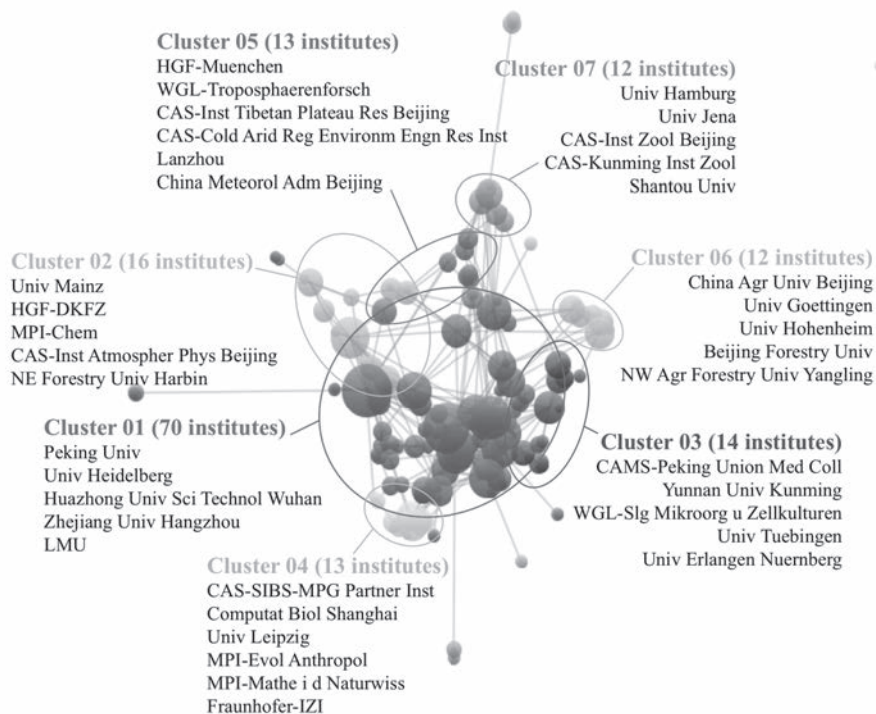 Cluster 05 (13 institutes)
HGF-Muenchen
WGL-Troposphaerenforsch
CAS-Inst Tibetan Plateau Res Beijing
CAS-Cold Arid Reg Environm Engn Res Inst
Lanzhou
China Meteorol Adm Beijing
Cluster 07 (12 institutes)
Univ Hamburg
Univ Jena
CAS-Inst Zool Beijing
CAS-Kunming Inst Zool
Shantou Univ
Cluster 02 (16 institutes)
Univ Mainz
HGF-DKFZ
MPI-Chem
CAS-Inst Atmospher Phys Beijing
NE Forestry Univ Harbin
Cluster 06 (12 institutes)
China Agr Univ Beijing
Univ Goettingen
Univ Hohenheim
Beijing Forestry Univ
NW Agr Forestry Univ Yangling
Cluster 01 (70 institutes)
Peking Univ
Univ Heidelberg
Huazhong Univ Sci Technol Wuhan
Zhejiang Univ Hangzhou
LMU
Cluster 03 (14 institutes)
CAMS-Peking Union Med Coll
Yunnan Univ Kunming
WGL-Slg Mikroorg u Zellkulturen
Univ Tuebingen
Univ Erlangen Nuernberg
Cluster 04 (13 institutes)
CAS-SIBS-MPG Partner Inst
Computat Biol Shanghai
Univ Leipzig
MPI-Evol Anthropol
MPI-Mathe i d Naturwiss
Fraunhofer-IZI